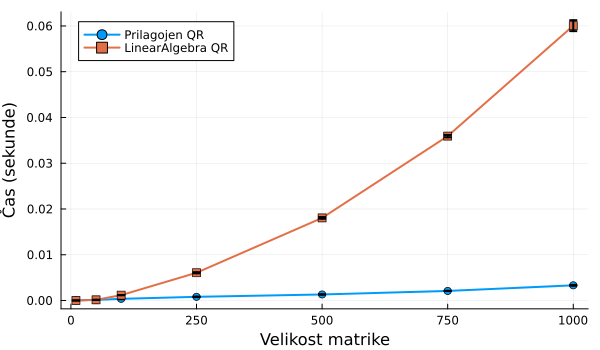 Prilagojen QR
LinearAlgebra QR
Čas (sekunde)
0.06
0.05
0.04
0.03
0.02
0.01
0.00
0 250 500 750 1000
Velikost matrike